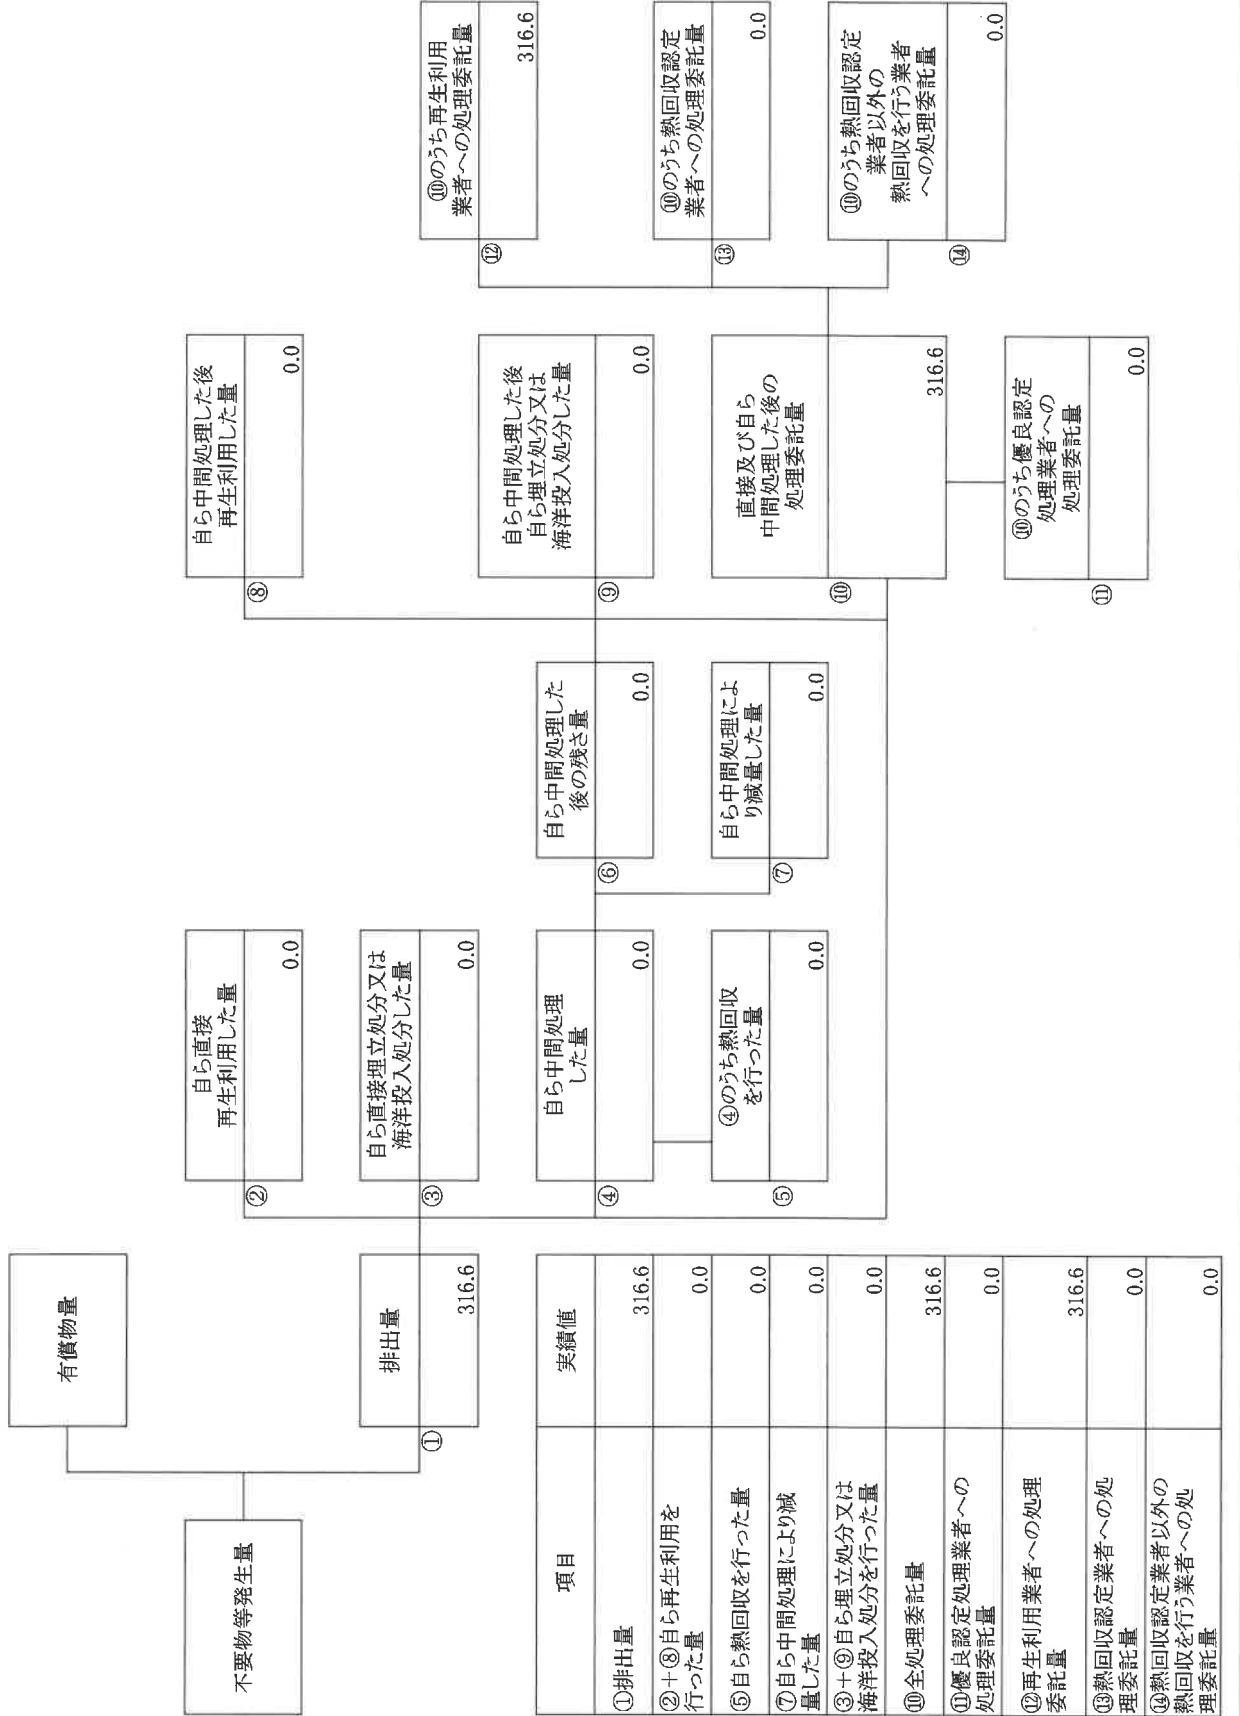 不要物等発生量
有償物量
①
排出量
316.6
②
自ら直接
再生利用した量
0.0
③
自ら直接埋立処分又は
海洋投入処分した量
0.0
④
自ら中間処理
した量
0.0
⑤
④のうち熱回収
を行った量
0.0
⑥
自ら中間処理した
後の残さ量
0.0
⑦
自ら中間処理によ
り減量した量
0.0
⑧
自ら中間処理した後
再生利用した量
0.0
⑨
自ら中間処理した後
自ら埋立処分又は
海洋投入処分した量
0.0
⑩
直接及び自ら
中間処理した後の
処理委託量
316.6
⑪
⑩のうち優良認定
処理業者への
処理委託量
0.0
⑫
⑩のうち再生利用
業者への処理委託量
316.6
⑬
⑩のうち熱回収認定
業者への処理委託量
0.0
⑭
⑩のうち熱回収認定
業者以外の
熱回収を行う業者
への処理委託量
0.0
項目 実績値
①排出量 316.6
②+⑧自ら再生利用を
行った量 0.0
⑤自ら熱回収を行った量 0.0
⑦自ら中間処理により減
量した量 0.0
③+⑨自ら埋立処分又は
海洋投入処分を行った量 0.0
⑩全処理委託量 316.6
⑪優良認定処理業者への
処理委託量 0.0
⑫再生利用業者への処理
委託量 316.6
⑬熱回収認定業者への処
理委託量 0.0
⑭熱回収認定業者以外の
熱回収を行う業者への処
理委託量 0.0